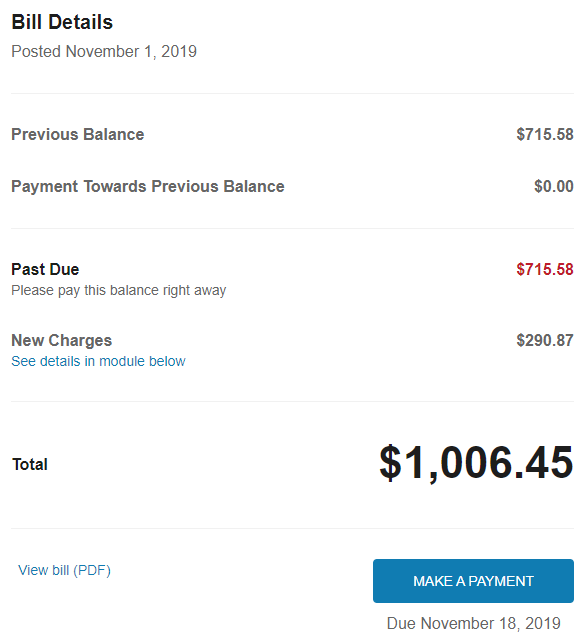 Bill Details
Posted November 1, 2019
Previous Balance $715.58
Payment Towards Previous Balance $0.00
Past Due $715.58
Please pay this balance right away
New Charges $290.87
See details in module below
Total $1,006.45
View bill (PDF) MAKE A PAYMENT
Due November 18, 2019